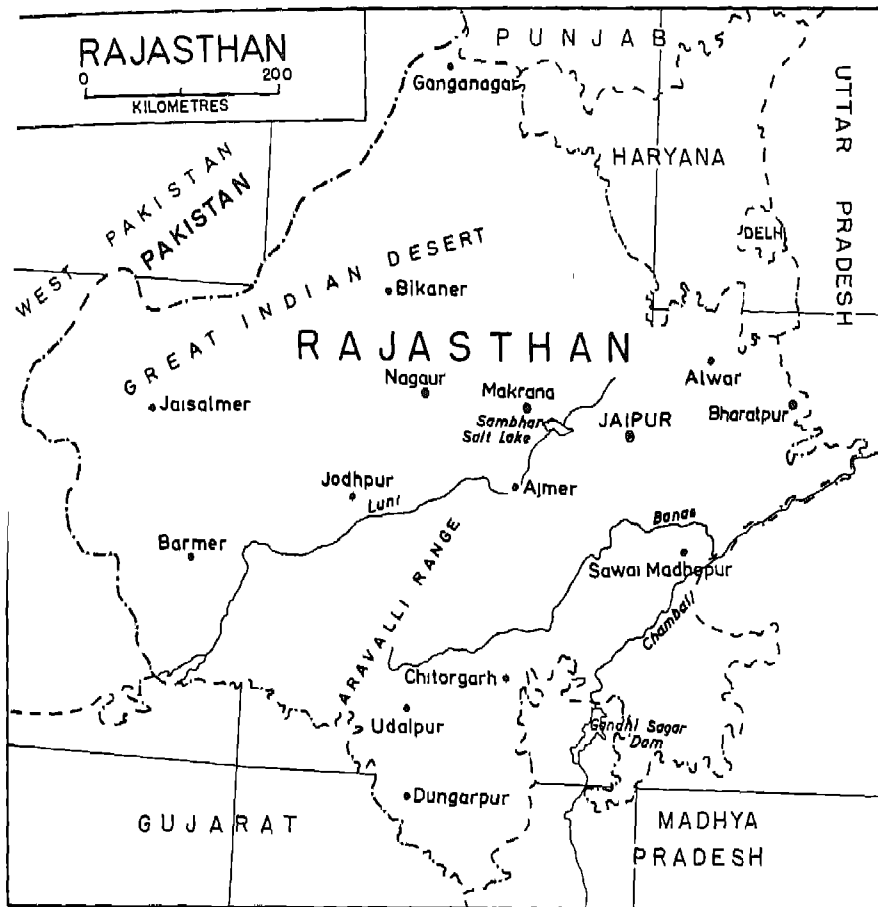 RAJASTHAN
0 200
KILOMETRES
PUNJAB
Ganganagar
UTTAR PRADESH
HARYANA
WEST PAKISTAN
PAKISTAN
DELH
GREAT INDIAN DESERT
Bikaner
RAJASTHAN
Alwar
Nagaur
Makrana
Jaisalmer
Sambhar
Salt Lake
JAIPUR
Bharatpur
Jodhpur
Luni
Ajmer
Banas
Barmer
Sawai Madhopur
ARAVALLI RANGE
Chambal
Chitorgarh
Udaipur
Gandhi Sagar
Dam
Dungarpur
GUJARAT
MADHYA
PRADESH